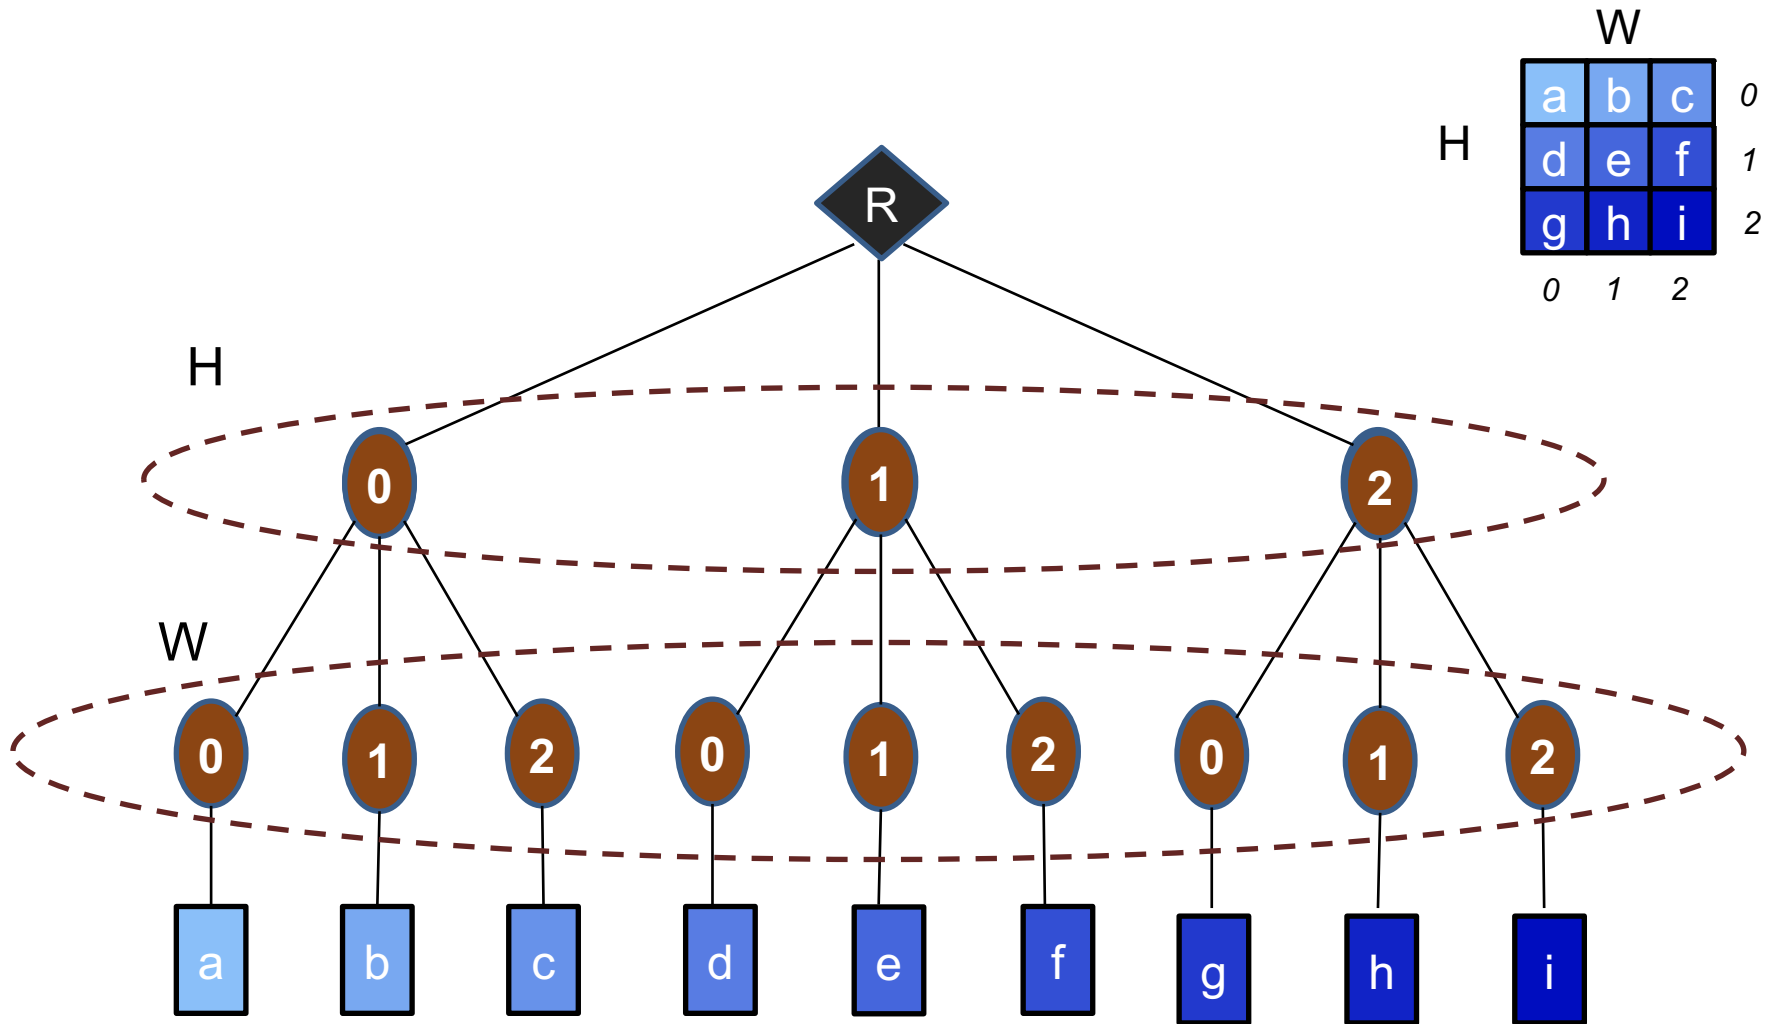 W
a b c 0
H d e f 1
g h i 2
0 1 2
R
H
0 1 2
W
0 1 2 0 1 2 0 1 2
a b c d e f g h i